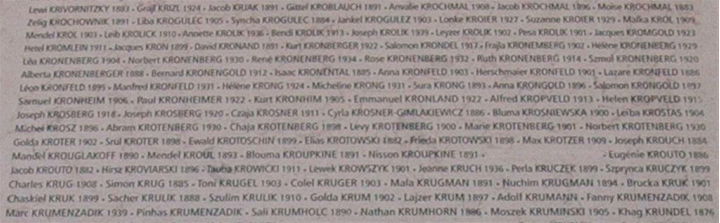 Lewi KRIVORNITZKY 1883 - Grajf KRIZL 1924 - Jacob KRJAK 1891 - Gittel KROBLAUCH 1891 - Amalie KROCHMAL 1908 - Jacob KROCHMAL 1896 - Moïse KROCHMAL 1883
Zelig KROCHOWNIK 1891 - Liba KROGULEC 1905 - Syncha KROGULEC 1884 - Jankel KROGULEZ 1903 - Lonke KROIER 1927 - Suzanne KROIER 1929 - Malka KROL 1909
Mendel KROL 1903 - Leib KROLICK 1910 - Annette KROLIK 1936 - Bendi KROLIK 1913 - Joseph KROLIK 1939 - Leyzer KROLIK 1902 - Pesa KROLIK 1901 - Jacques KROMGOLD 1923
Henri KRÖMLEIN 1911 - Jacques KRON 1899 - David KRONAND 1891 - Kurt KRONBERGER 1922 - Salomon KRONDEL 1917 - Frajla KRONEMBERG 1902 - Hélène KRONENBERG 1929
Léa KRONENBERG 1904 - Norbert KRONENBERG 1930 - René KRONENBERG 1934 - Rose KRONENBERG 1932 - Ruth KRONENBERG 1914 - Szmul KRONENBERG 1920
Alberta KRONENBERGER 1888 - Bernard KRONENGOLD 1912 - Isaac KRONENTAL 1885 - Anna KRONFELD 1903 - Herschmaier KRONFELD 1901 - Lazare KRONFELD 1886
Léon KRONFELD 1895 - Manfred KRONFELD 1931 - Hélène KRONG 1924 - Micheline KRONG 1931 - Sura KRONG 1893 - Anna KRONGOLD 1896 - Salomon KRONGOLD 1897
Samuel KRONHEIM 1906 - Paul KRONHEIMER 1922 - Kurt KRONHIM 1905 - Emmanuel KRONLAND 1922 - Alfred KROPVELD 1913 - Helen KROPVELD 1915
Joseph KROSBERG 1918 - Joseph KROSBERG 1920 - Czaja KROSNER 1911 - Cyrla KROSNER-GIMLAKIEWICZ 1886 - Bluma KROSNIEWSKA 1900 - Leïba KROSTAS 1904
Michel KROSZ 1896 - Abram KROTENBERG 1930 - Chaja KROTENBERG 1898 - Levy KROTENBERG 1900 - Marie KROTENBERG 1901 - Norbert KROTENBERG 1930
Golda KROTER 1902 - Srul KROTER 1898 - Ewald KROTOSCHIN 1899 - Elias KROTOWSKI 1882 - Frieda KROTOWSKI 1898 - Max KROTZER 1909 - Joseph KROUCH 1884
Mandel KROUGLAKOFF 1890 - Mendel KROUL 1893 - Blouma KROUPKINE 1891 - Nisson KROUPKINE 1891 - Eugénie KROUTO 1886
Jacob KROUTO 1882 - Hirsz KROVIARSKI 1896 - Tauba KROWICKI 1911 - Lewek KROWSZYK 1901 - Jeanne KRUCH 1936 - Perla KRUCZEK 1899 - Szprynca KRUCZYK 1899
Charles KRUG 1908 - Simon KRUG 1885 - Toni KRUGEL 1903 - Colel KRUGER 1903 - Mala KRUGMAN 1891 - Nuchim KRUGMAN 1894 - Brucka KRUK 1901
Chaskiel KRUK 1899 - Sacher KRULIK 1888 - Szulim KRULIK 1910 - Golda KRUM 1902 - Lajzer KRUM 1897 - Adolf KRUMANN - Fanny KRUMANN 1908
Marc KRUMENZADIK 1939 - Pinhas KRUMENZADIK - Sali KRUMHOLC 1890 - Nathan KRUMHORN 1886 - Moszek KRUMINSKI 1905 - Khag KRUNDEL 1876